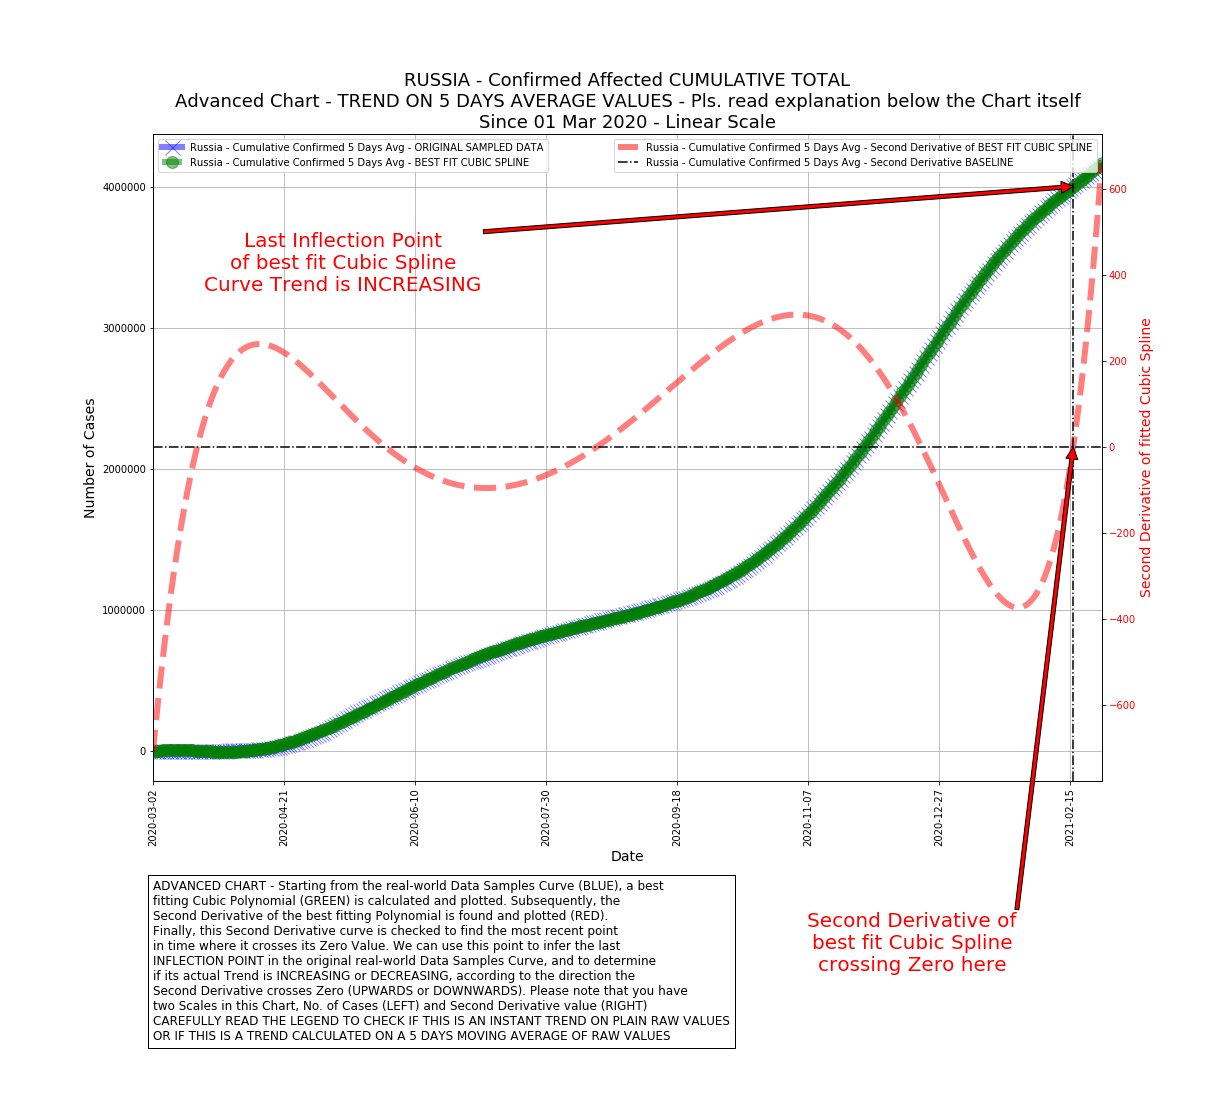 RUSSIA - Confirmed Affected CUMULATIVE TOTAL
Advanced Chart - TREND ON 5 DAYS AVERAGE VALUES - Pls. read explanation below the Chart itself
Since 01 Mar 2020 - Linear Scale
Russia - Cumulative Confirmed 5 Days Avg - ORIGINAL SAMPLED DATA
Russia - Cumulative Confirmed 5 Days Avg - BEST FIT CUBIC SPLINE
Russia - Cumulative Confirmed 5 Days Avg - Second Derivative of BEST FIT CUBIC SPLINE
Russia - Cumulative Confirmed 5 Days Avg - Second Derivative BASELINE
Last Inflection Point
of best fit Cubic Spline
Curve Trend is INCREASING
Number of Cases
4000000
3000000
2000000
1000000
0
600
400
200
0
−200
−400
−600
Second Derivative of fitted Cubic Spline
2020-03-02
2020-04-21
2020-06-10
2020-07-30
2020-09-18
2020-11-07
2020-12-27
2021-02-15
Date
ADVANCED CHART - Starting from the real-world Data Samples Curve (BLUE), a best
fitting Cubic Polynomial (GREEN) is calculated and plotted. Subsequently, the
Second Derivative of the best fitting Polynomial is found and plotted (RED).
Finally, this Second Derivative curve is checked to find the most recent point
in time where it crosses its Zero Value. We can use this point to infer the last
INFLECTION POINT in the original real-world Data Samples Curve, and to determine
if its actual Trend is INCREASING or DECREASING, according to the direction the
Second Derivative crosses Zero (UPWARDS or DOWNWARDS). Please note that you have
two Scales in this Chart, No. of Cases (LEFT) and Second Derivative value (RIGHT)
CAREFULLY READ THE LEGEND TO CHECK IF THIS IS AN INSTANT TREND ON PLAIN RAW VALUES
OR IF THIS IS A TREND CALCULATED ON A 5 DAYS MOVING AVERAGE OF RAW VALUES
Second Derivative of
best fit Cubic Spline
crossing Zero here